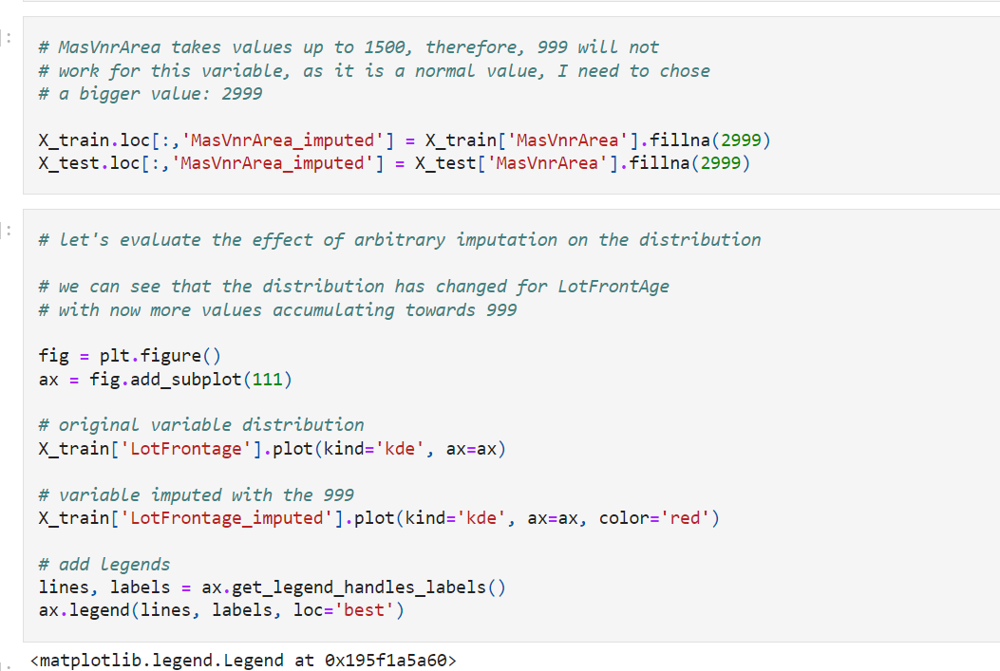 ]:
# MasVnrArea takes values up to 1500, therefore, 999 will not
# work for this variable, as it is a normal value, I need to chose
# a bigger value: 2999
X_train.loc[:,'MasVnrArea_imputed'] = X_train['MasVnrArea'].fillna(2999)
X_test.loc[:,'MasVnrArea_imputed'] = X_test['MasVnrArea'].fillna(2999)
]:
# let's evaluate the effect of arbitrary imputation on the distribution
# we can see that the distribution has changed for LotFrontAge
# with now more values accumulating towards 999
fig = plt.figure()
ax = fig.add_subplot(111)
# original variable distribution
X_train['LotFrontage'].plot(kind='kde', ax=ax)
# variable imputed with the 999
X_train['LotFrontage_imputed'].plot(kind='kde', ax=ax, color='red')
# add legends
lines, labels = ax.get_legend_handles_labels()
ax.legend(lines, labels, loc='best')
<matplotlib.legend.Legend at 0x195f1a5a60>